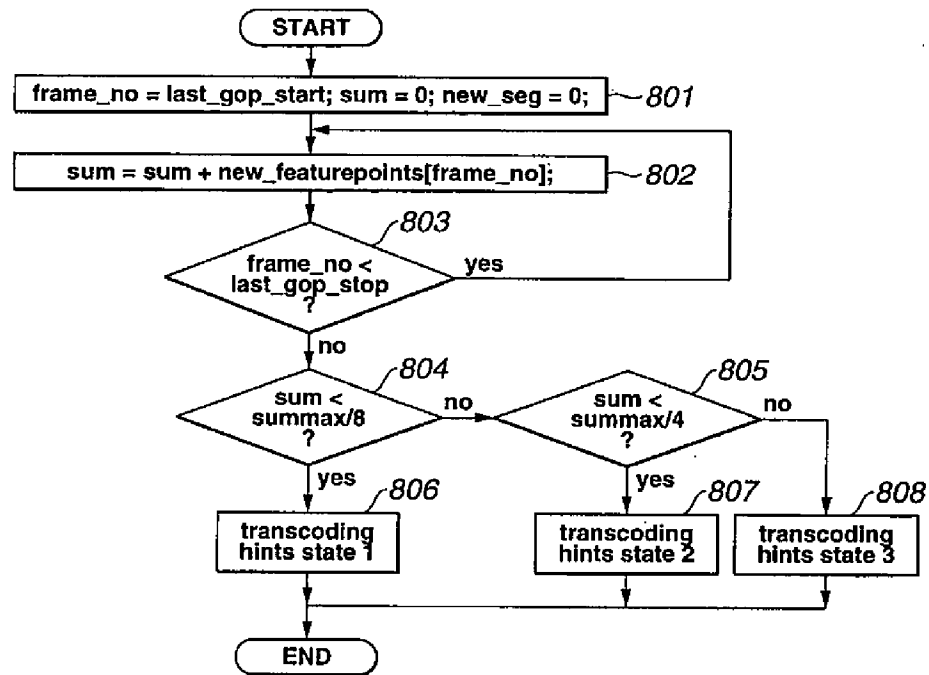 START
frame_no = last_gop_start; sum = 0; new_seg = 0;
801
sum = sum + new_featurepoints[frame_no];
802
803
frame_no <
last_gop_stop
?
yes
no
804
sum <
summax/8
?
no
805
sum <
summax/4
?
no
yes
806
transcoding
hints state 1
yes
807
transcoding
hints state 2
808
transcoding
hints state 3
END